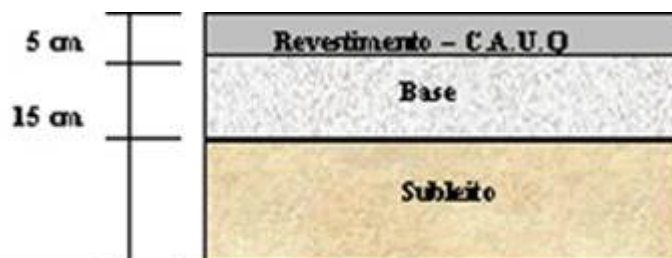 5 cm
Revestimento – C.A.U.Q
Base
15 cm
Subleito